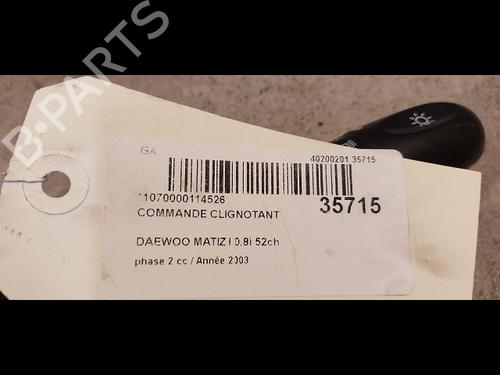 B-PARTS
GA
40200201 35715
11070000114526
COMMANDE CLIGNOTANT
35715
DAEWOO MATIZ I 0.8i 52ch
phase 2 cc / Année 2003